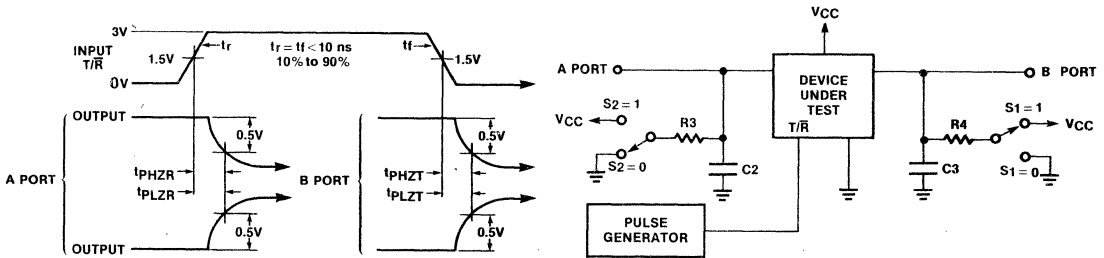 3V
INPUT
T/R̅
1.5V
0V
tr
tr = tf < 10 ns
10% to 90%
tf
1.5V
A PORT
OUTPUT
0.5V
tPHZR
tPLZR
0.5V
OUTPUT
B PORT
0.5V
tPHZT
tPLZT
0.5V
VCC
A PORT
DEVICE
UNDER
TEST
T/R̅
B PORT
S2 = 1
VCC
R3
S2 = 0
C2
R4
S1 = 1
VCC
C3
S1 = 0
PULSE
GENERATOR